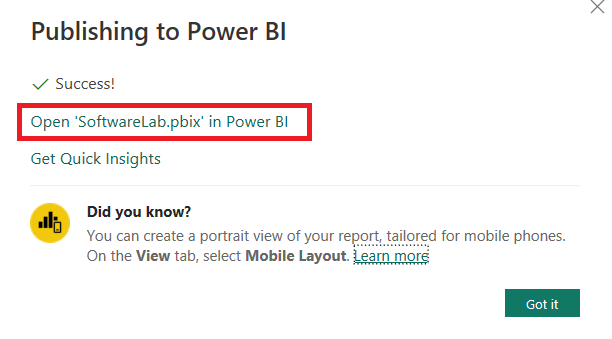 Publishing to Power BI
Success!
Open 'SoftwareLab.pbix' in Power BI
Get Quick Insights
Did you know?
You can create a portrait view of your report, tailored for mobile phones.
On the View tab, select Mobile Layout. Learn more
Got it